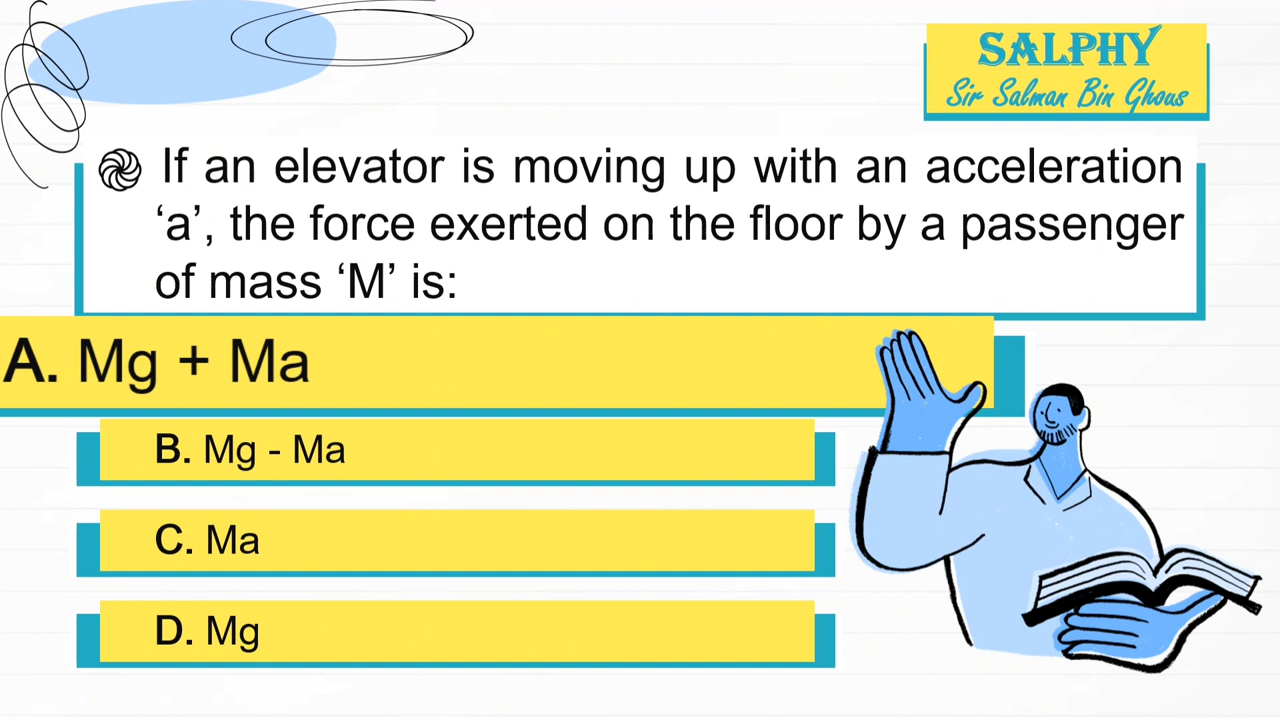 SALPHY
Sir Salman Bin Ghous
If an elevator is moving up with an acceleration
‘a’, the force exerted on the floor by a passenger
of mass ‘M’ is:
A. Mg + Ma
B. Mg - Ma
C. Ma
D. Mg